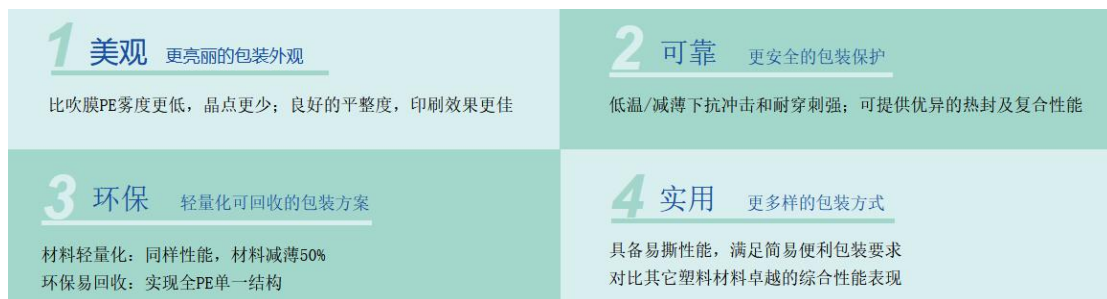 1 美观 更亮丽的包装外观
比吹膜PE雾度更低，晶点更少；良好的平整度，印刷效果更佳
2 可靠 更安全的包装保护
低温/减薄下抗冲击和耐穿刺强；可提供优异的热封及复合性能
3 环保 轻量化可回收的包装方案
材料轻量化：同样性能，材料减薄50%
环保易回收：实现全PE单一结构
4 实用 更多样的包装方式
具备易撕性能，满足简易便利包装要求
对比其它塑料材料卓越的综合性能表现